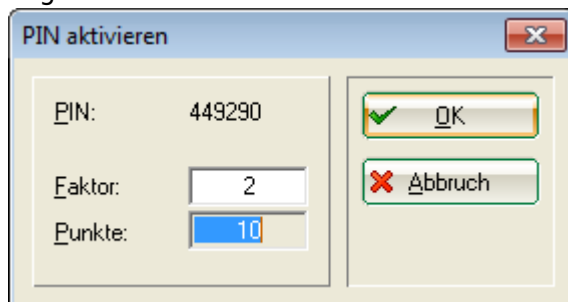 PIN aktivieren
PIN: 449290
OK
Faktor: 2
Abbruch
Punkte: 10